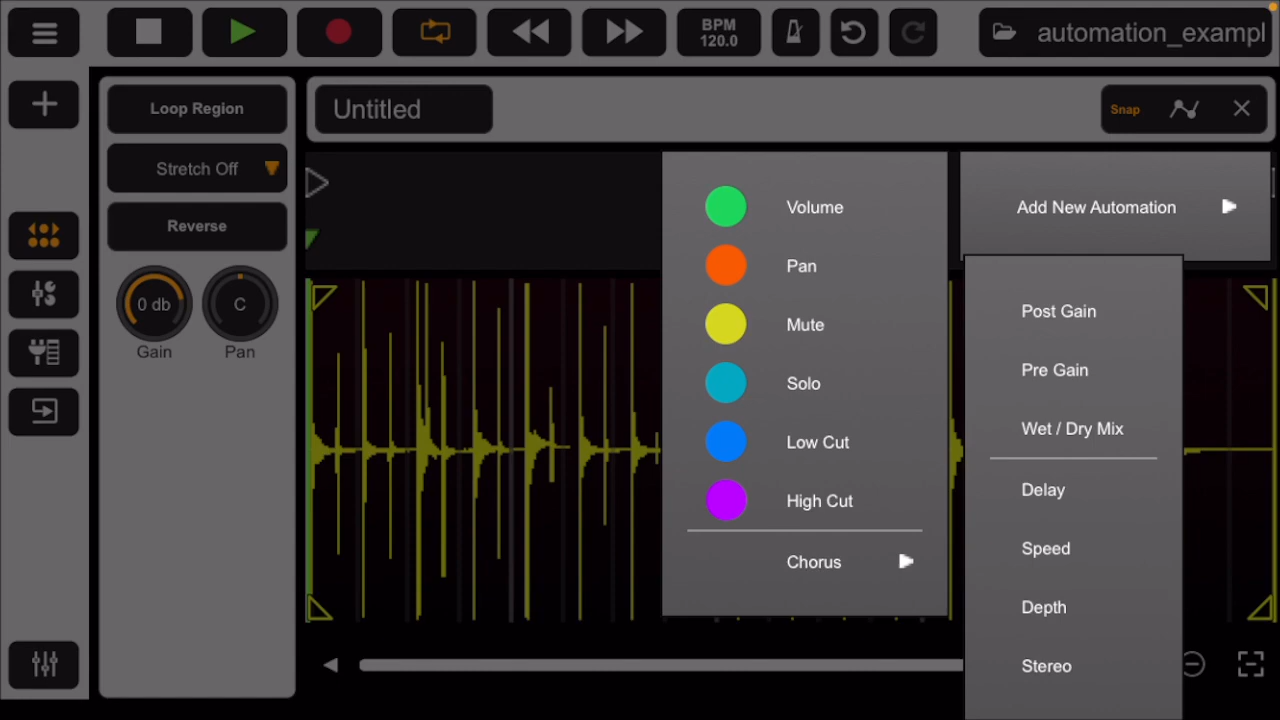 BPM
120.0
automation_exampl
Loop Region
Untitled
Snap
Stretch Off
Reverse
0 db
C
Gain
Pan
Volume
Pan
Mute
Solo
Low Cut
High Cut
Chorus
Add New Automation
Post Gain
Pre Gain
Wet / Dry Mix
Delay
Speed
Depth
Stereo